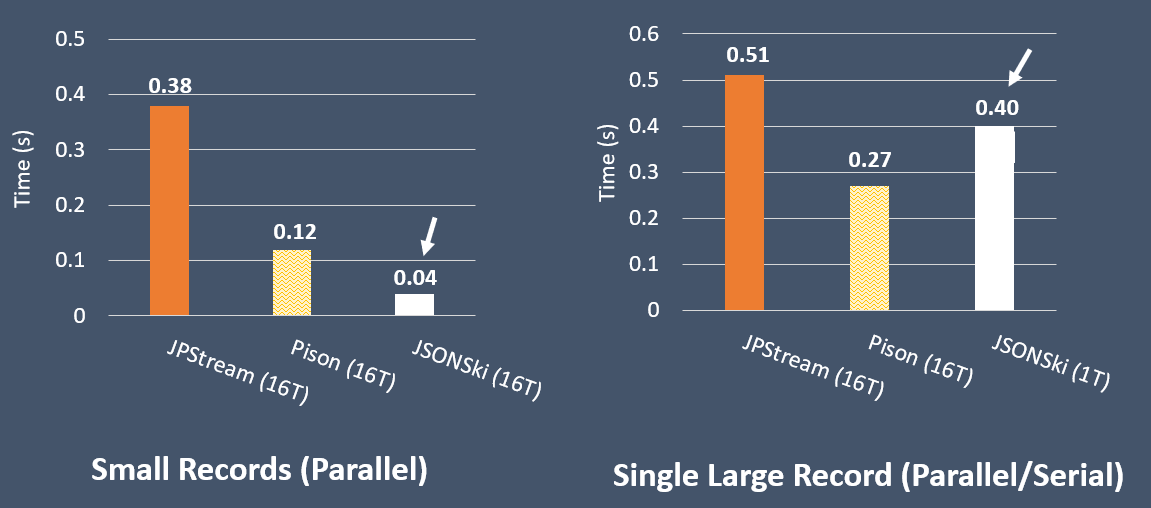 0.5
0.4
0.3
0.2
0.1
0
Time (s)
0.38
0.12
0.04
JPStream (16T)
Pison (16T)
JSONSki (16T)
Small Records (Parallel)
0.6
0.5
0.4
0.3
0.2
0.1
0
Time (s)
0.51
0.27
0.40
JPStream (16T)
Pison (16T)
JSONSki (1T)
Single Large Record (Parallel/Serial)